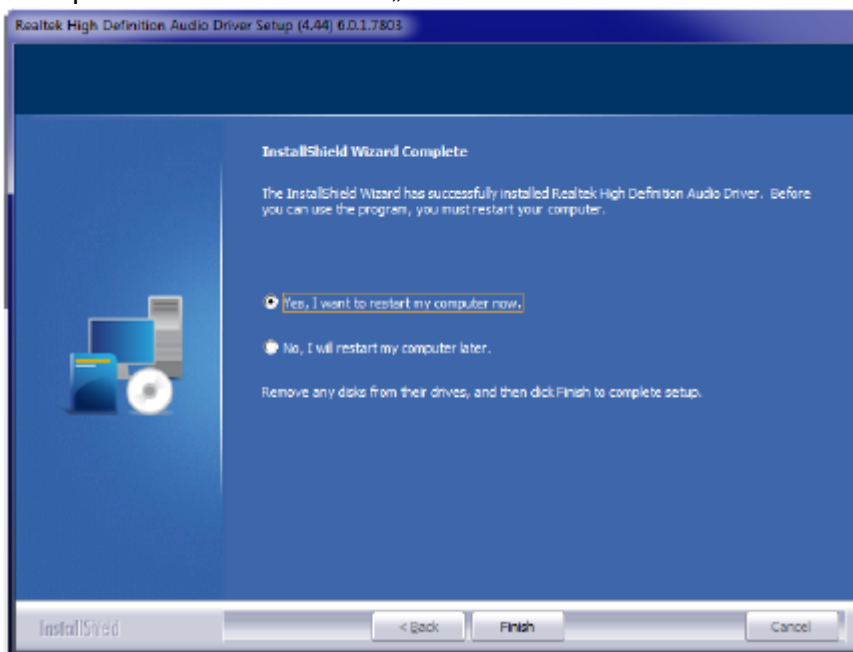 Realtek High Definition Audio Driver Setup (4.44) 6.0.1.7803
InstallShield Wizard Complete
The InstallShield Wizard has successfully installed Realtek High Definition Audio Driver. Before
you can use the program, you must restart your computer.
Yes, I want to restart my computer now.
No, I will restart my computer later.
Remove any disks from their drives, and then click Finish to complete setup.
InstallShield
< Back
Finish
Cancel